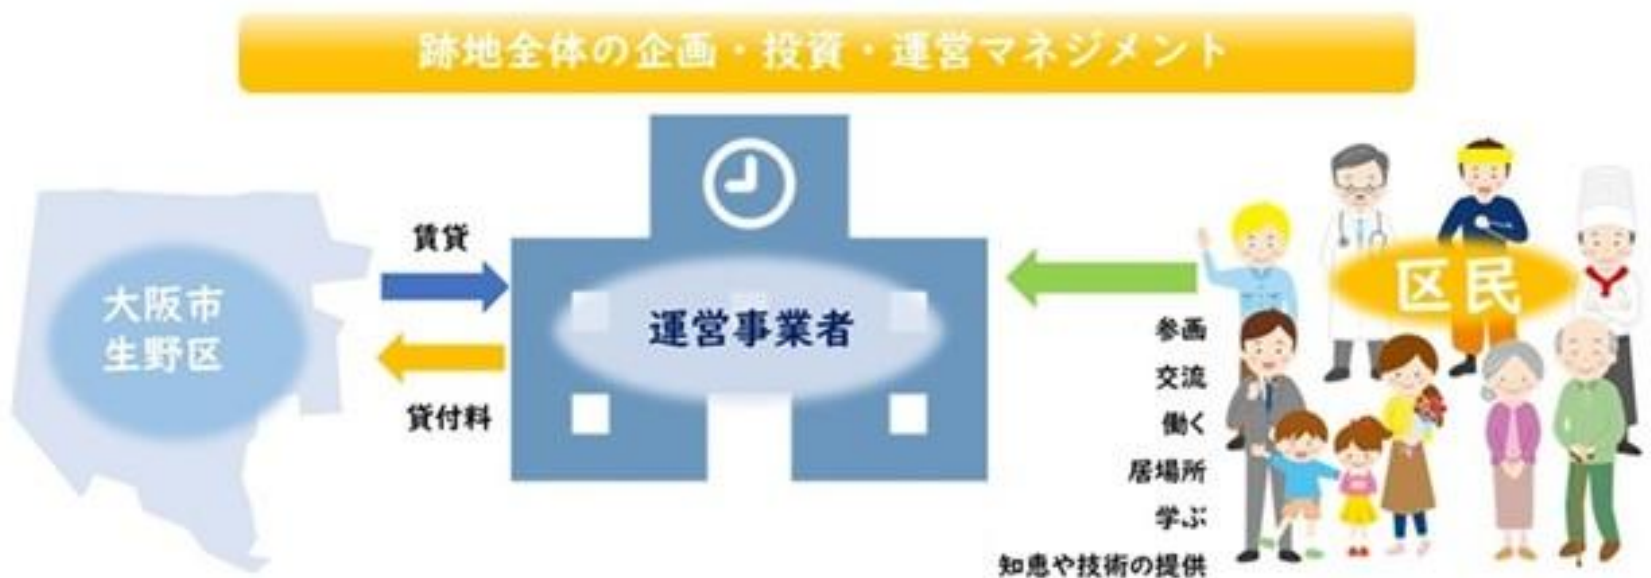 跡地全体の企画・投資・運営マネジメント
大阪市
生野区
賃貸
貸付料
運営事業者
区民
参画
交流
働く
居場所
学ぶ
知恵や技術の提供